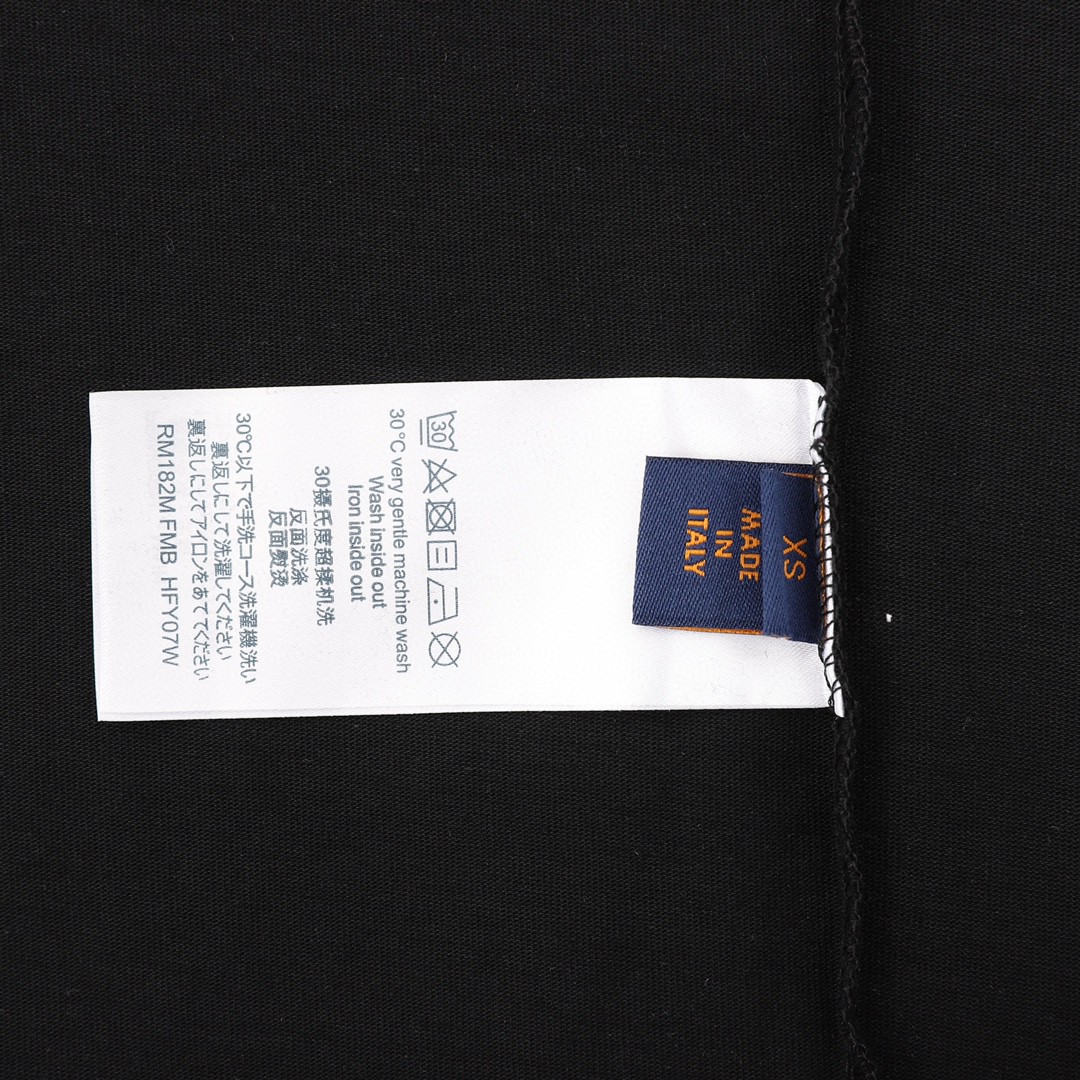 30
30°C very gentle machine wash
Wash inside out
Iron inside out
30摄氏度超揉机洗
反面洗涤
反面熨烫
30℃以下で手洗コース洗濯機洗い
裏返しにして洗濯してください
裏返しにしてアイロンをあててください
RM182M FMB HFY07W
XS
MADE
IN
ITALY